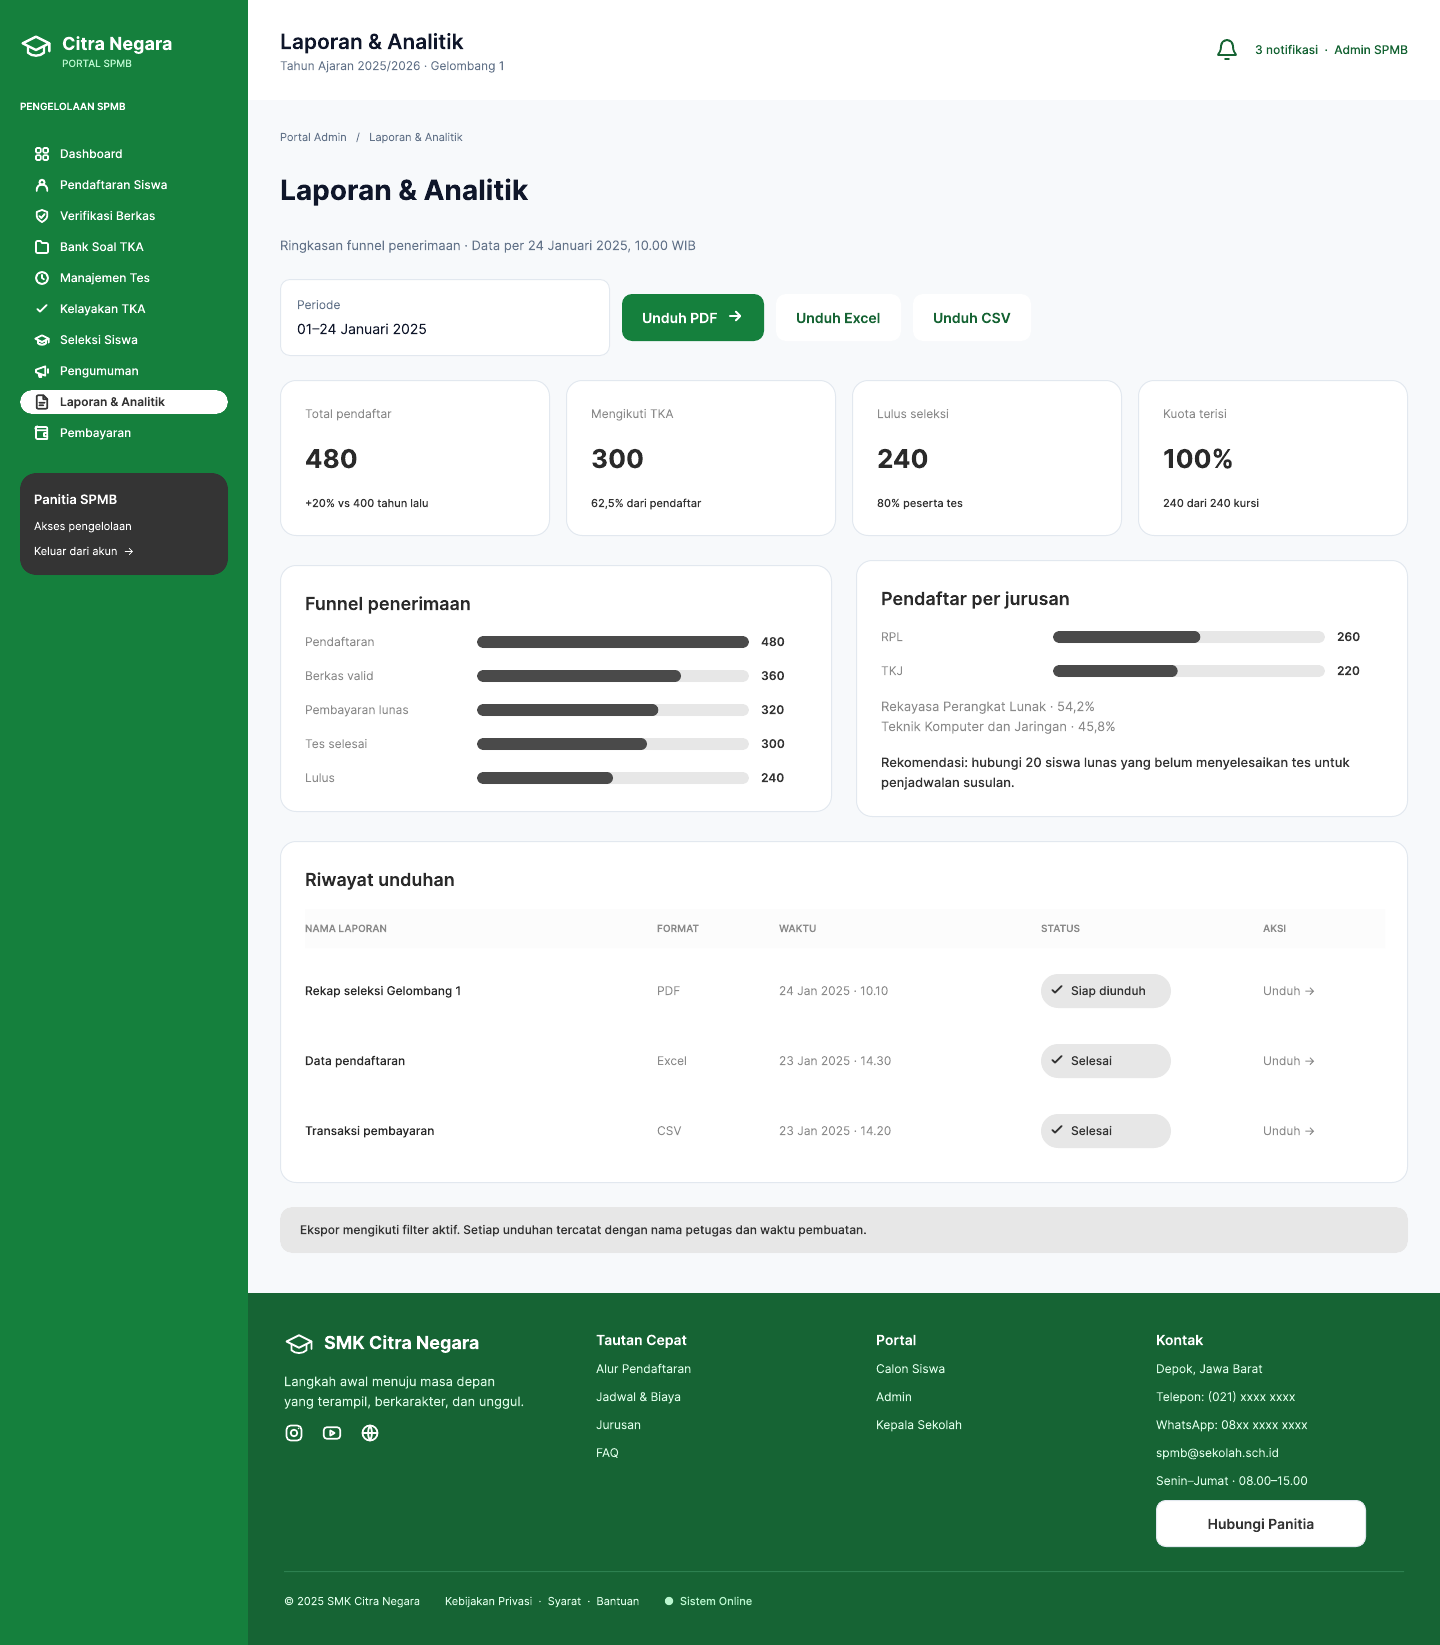 Citra Negara
PORTAL SPMB
PENGELOLAAN SPMB
Dashboard
Pendaftaran Siswa
Verifikasi Berkas
Bank Soal TKA
Manajemen Tes
Kelayakan TKA
Seleksi Siswa
Pengumuman
Laporan & Analitik
Pembayaran
Panitia SPMB
Akses pengelolaan
Keluar dari akun →
Laporan & Analitik
Tahun Ajaran 2025/2026 · Gelombang 1
3 notifikasi · Admin SPMB
Portal Admin / Laporan & Analitik
Laporan & Analitik
Ringkasan funnel penerimaan · Data per 24 Januari 2025, 10.00 WIB
Periode
01–24 Januari 2025
Unduh PDF →
Unduh Excel
Unduh CSV
Total pendaftar
480
+20% vs 400 tahun lalu
Mengikuti TKA
300
62,5% dari pendaftar
Lulus seleksi
240
80% peserta tes
Kuota terisi
100%
240 dari 240 kursi
Funnel penerimaan
Pendaftaran 480
Berkas valid 360
Pembayaran lunas 320
Tes selesai 300
Lulus 240
Pendaftar per jurusan
RPL 260
TKJ 220
Rekayasa Perangkat Lunak · 54,2%
Teknik Komputer dan Jaringan · 45,8%
Rekomendasi: hubungi 20 siswa lunas yang belum menyelesaikan tes untuk
penjadwalan susulan.
Riwayat unduhan
NAMA LAPORAN FORMAT WAKTU STATUS AKSI
Rekap seleksi Gelombang 1 PDF 24 Jan 2025 · 10.10 Siap diunduh Unduh →
Data pendaftaran Excel 23 Jan 2025 · 14.30 Selesai Unduh →
Transaksi pembayaran CSV 23 Jan 2025 · 14.20 Selesai Unduh →
Ekspor mengikuti filter aktif. Setiap unduhan tercatat dengan nama petugas dan waktu pembuatan.
SMK Citra Negara
Langkah awal menuju masa depan
yang terampil, berkarakter, dan unggul.
Tautan Cepat
Alur Pendaftaran
Jadwal & Biaya
Jurusan
FAQ
Portal
Calon Siswa
Admin
Kepala Sekolah
Kontak
Depok, Jawa Barat
Telepon: (021) xxxx xxxx
WhatsApp: 08xx xxxx xxxx
spmb@sekolah.sch.id
Senin–Jumat · 08.00–15.00
Hubungi Panitia
© 2025 SMK Citra Negara Kebijakan Privasi · Syarat · Bantuan Sistem Online